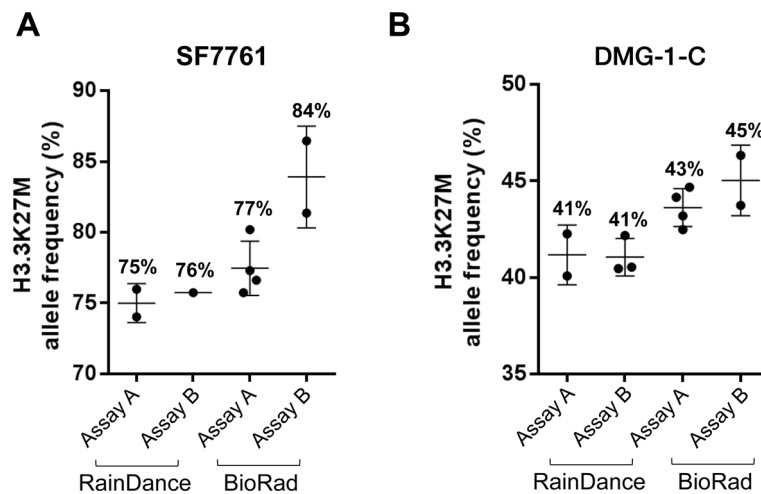 A
SF7761
H3.3K27M
allele frequency (%)
90
85
80
75
70
75%
76%
77%
84%
Assay A
Assay B
Assay A
Assay B
RainDance
BioRad
B
DMG-1-C
H3.3K27M
allele frequency (%)
50
45
40
35
41%
41%
43%
45%
Assay A
Assay B
Assay A
Assay B
RainDance
BioRad